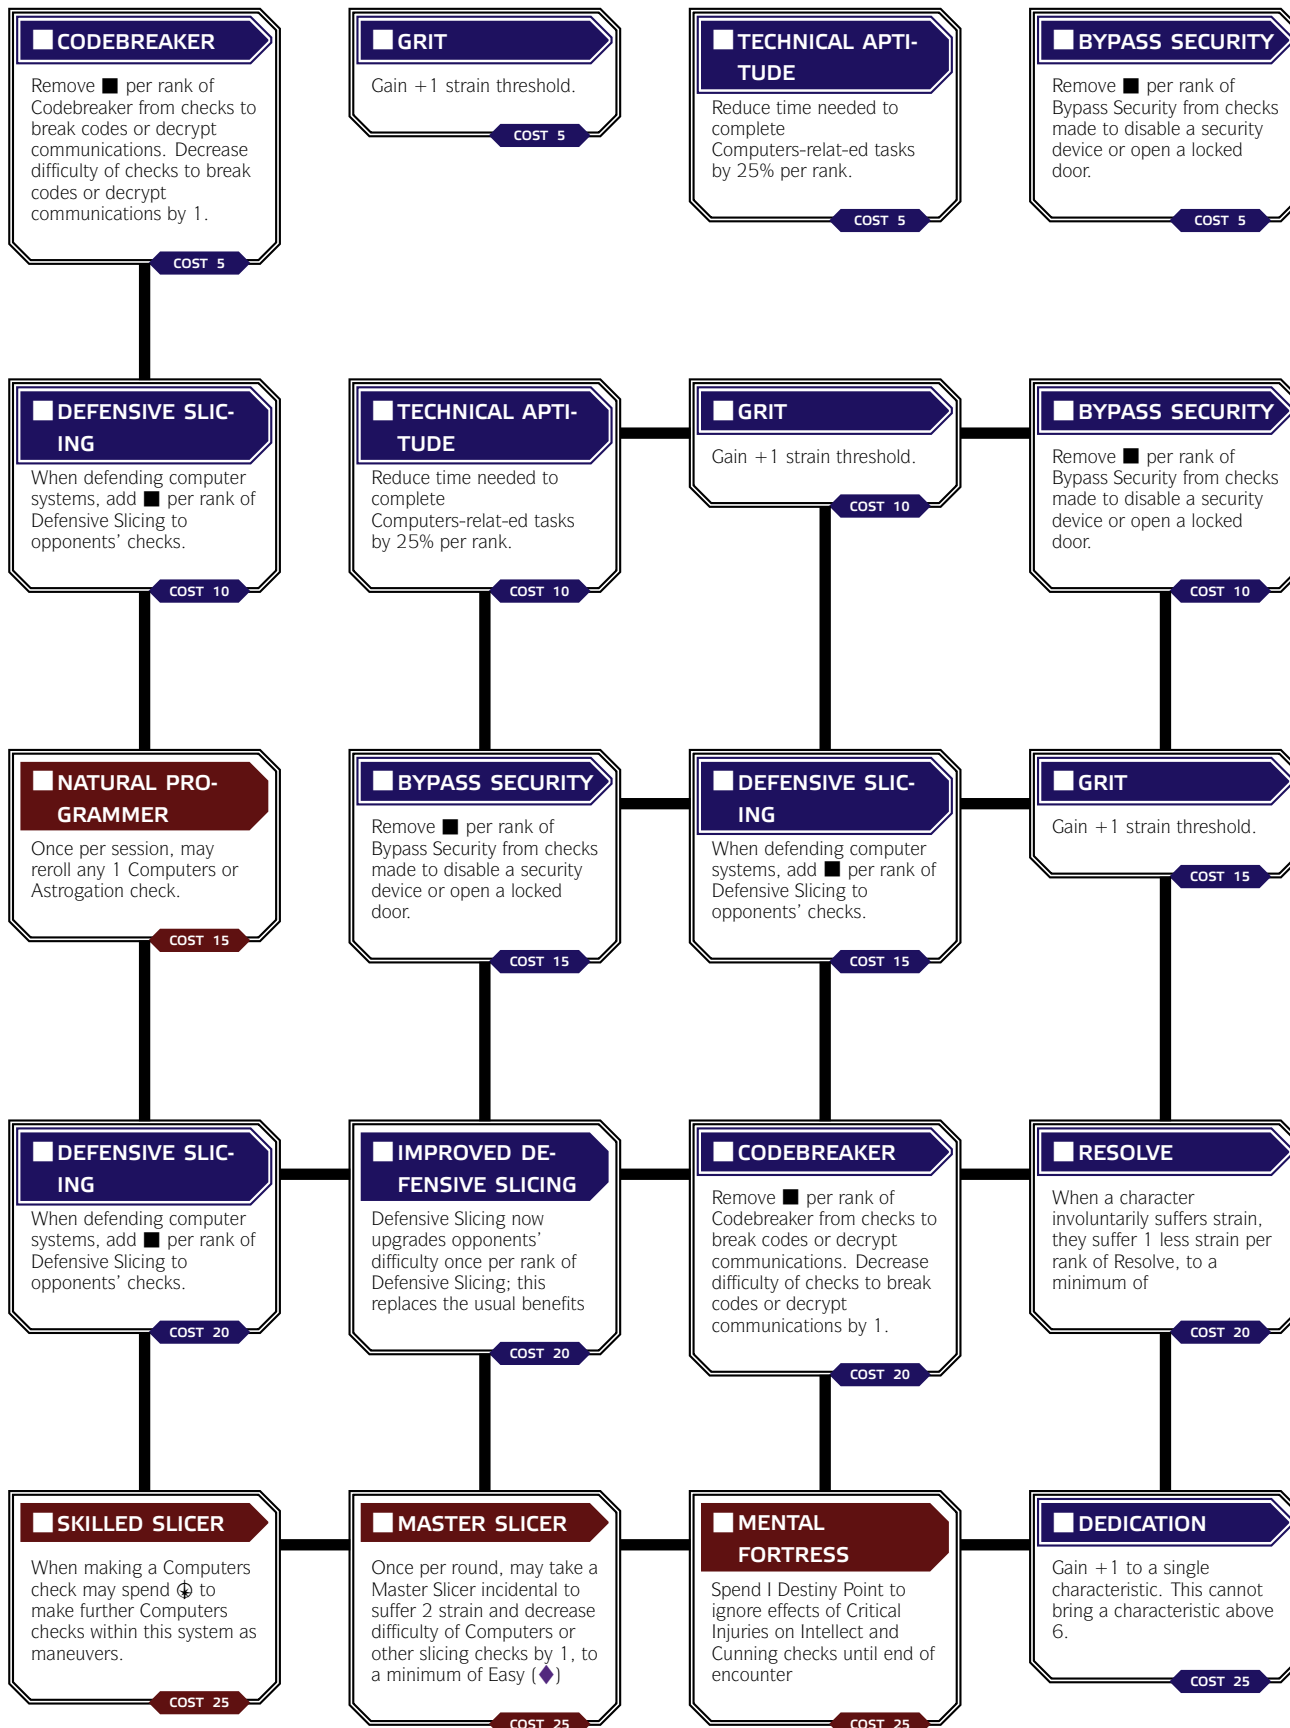 CODEBREAKER
Remove ■ per rank of
Codebreaker from checks to
break codes or decrypt
communications. Decrease
difficulty of checks to break
codes or decrypt
communications by 1.
COST 5
GRIT
Gain +1 strain threshold.
COST 5
TECHNICAL APTI-
TUDE
Reduce time needed to
complete
Computers-relat-ed tasks
by 25% per rank.
COST 5
BYPASS SECURITY
Remove ■ per rank of
Bypass Security from checks
made to disable a security
device or open a locked
door.
COST 5
DEFENSIVE SLIC-
ING
When defending computer
systems, add ■ per rank of
Defensive Slicing to
opponents' checks.
COST 10
TECHNICAL APTI-
TUDE
Reduce time needed to
complete
Computers-relat-ed tasks
by 25% per rank.
COST 10
GRIT
Gain +1 strain threshold.
COST 10
BYPASS SECURITY
Remove ■ per rank of
Bypass Security from checks
made to disable a security
device or open a locked
door.
COST 10
NATURAL PRO-
GRAMMER
Once per session, may
reroll any 1 Computers or
Astrogation check.
COST 15
BYPASS SECURITY
Remove ■ per rank of
Bypass Security from checks
made to disable a security
device or open a locked
door.
COST 15
DEFENSIVE SLIC-
ING
When defending computer
systems, add ■ per rank of
Defensive Slicing to
opponents' checks.
COST 15
GRIT
Gain +1 strain threshold.
COST 15
DEFENSIVE SLIC-
ING
When defending computer
systems, add ■ per rank of
Defensive Slicing to
opponents' checks.
COST 20
IMPROVED DE-
FENSIVE SLICING
Defensive Slicing now
upgrades opponents'
difficulty once per rank of
Defensive Slicing; this
replaces the usual benefits
COST 20
CODEBREAKER
Remove ■ per rank of
Codebreaker from checks to
break codes or decrypt
communications. Decrease
difficulty of checks to break
codes or decrypt
communications by 1.
COST 20
RESOLVE
When a character
involuntarily suffers strain,
they suffer 1 less strain per
rank of Resolve, to a
minimum of
COST 20
SKILLED SLICER
When making a Computers
check may spend to
make further Computers
checks within this system as
maneuvers.
COST 25
MASTER SLICER
Once per round, may take a
Master Slicer incidental to
suffer 2 strain and decrease
difficulty of Computers or
other slicing checks by 1, to
a minimum of Easy (♦)
COST 25
MENTAL
FORTRESS
Spend I Destiny Point to
ignore effects of Critical
Injuries on Intellect and
Cunning checks until end of
encounter
COST 25
DEDICATION
Gain +1 to a single
characteristic. This cannot
bring a characteristic above
6.
COST 25